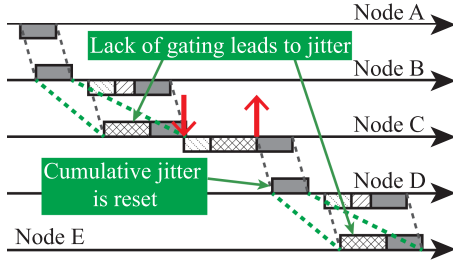 Node A
Lack of gating leads to jitter
Node B
Node C
Cumulative jitter
is reset
Node D
Node E